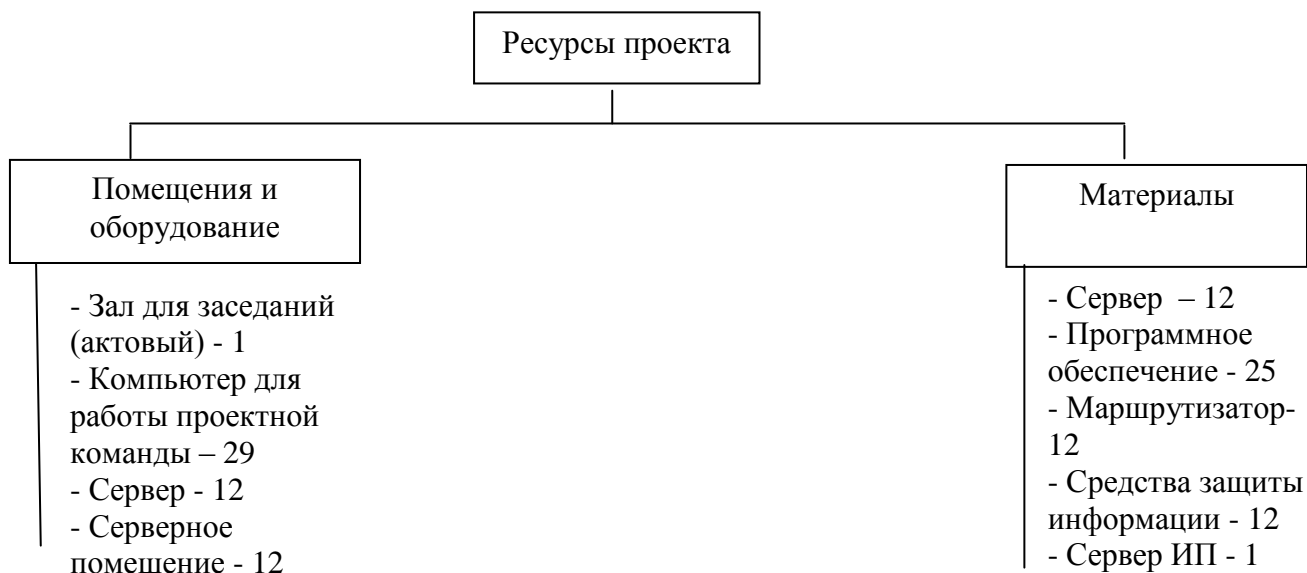 Ресурсы проекта
Помещения и
оборудование
- Зал для заседаний
(актовый) - 1
- Компьютер для
работы проектной
команды – 29
- Сервер - 12
- Серверное
помещение - 12
Материалы
- Сервер – 12
- Программное
обеспечение - 25
- Маршрутизатор-
12
- Средства защиты
информации - 12
- Сервер ИП - 1